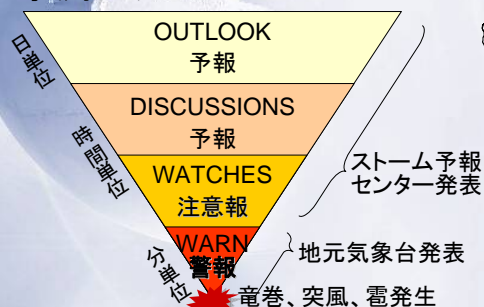 OUTLOOK
予報
DISCUSSIONS
予報
WATCHES
注意報
WARN
警報
日単位
時間単位
分単位
ストーム予報
センター発表
地元気象台発表
竜巻、突風、雹発生